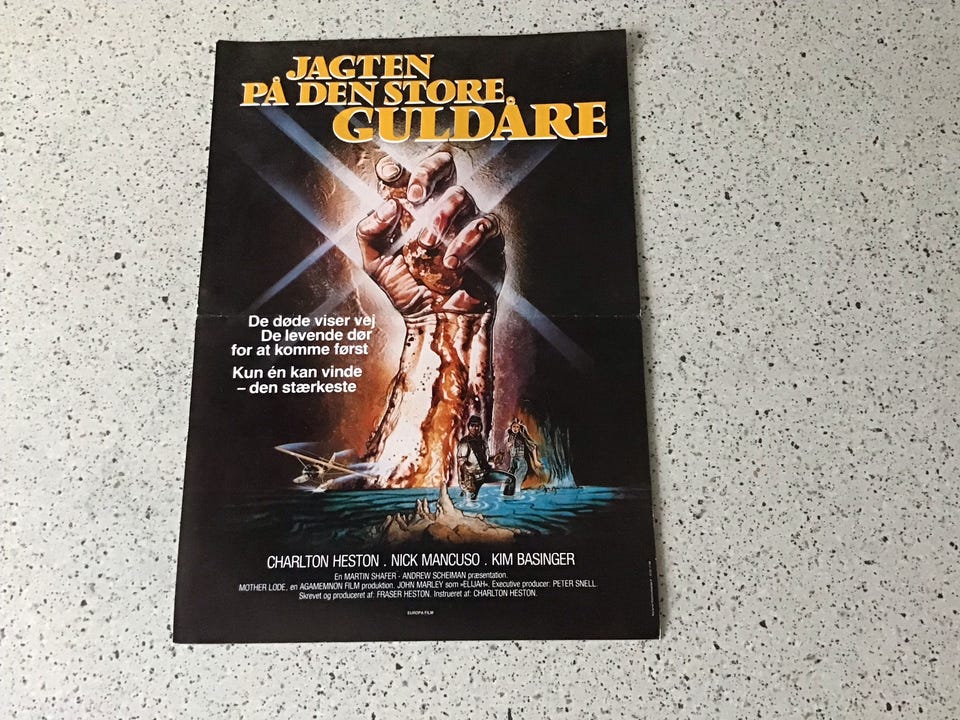 JAGTEN
PÅ DEN STORE
GULDÅRE
De døde viser vej
De levende dør
for at komme først
Kun én kan vinde
– den stærkeste
CHARLTON HESTON . NICK MANCUSO . KIM BASINGER
En MARTIN SHAFER - ANDREW SCHEIMAN præsentation.
MOTHER LODE, en AGAMEMNON FILM produktion. JOHN MARLEY som »ELIJAH«. Executive producer: PETER SNELL.
Skrevet og produceret af: FRASER HESTON. Instrueret af: CHARLTON HESTON.
EUROPA-FILM